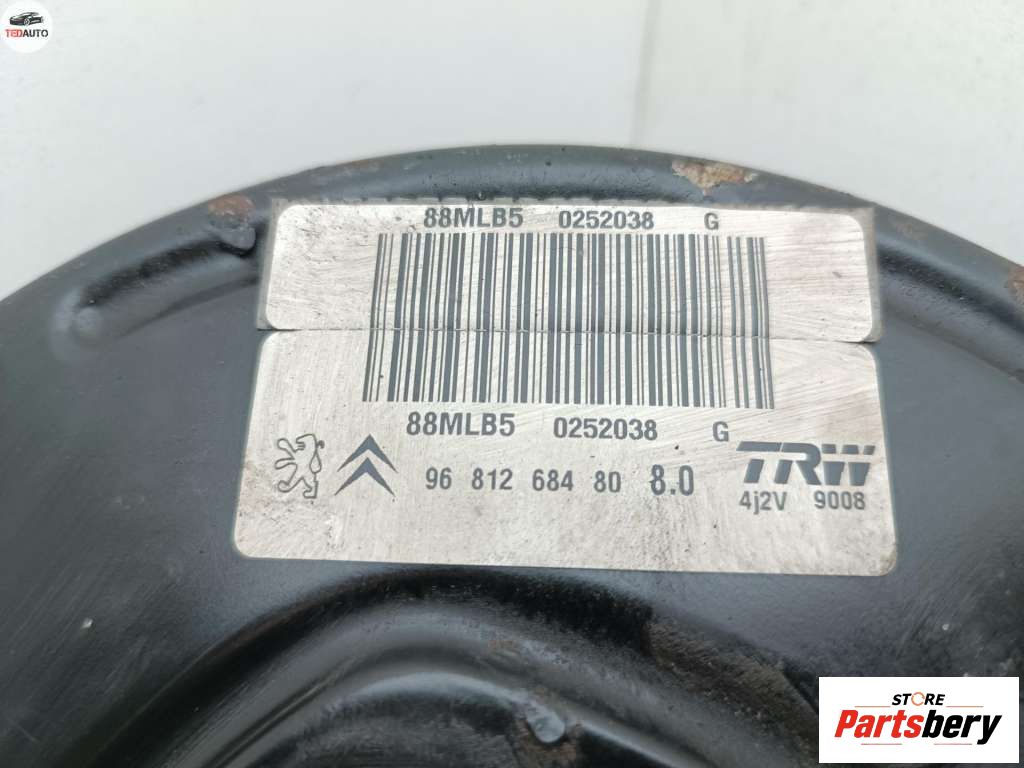 TEDAUTO
88MLB5 0252038 G
88MLB5 0252038 G
96 812 684 80 8.0
TRW
4j2V 9008
STORE
Partsbery